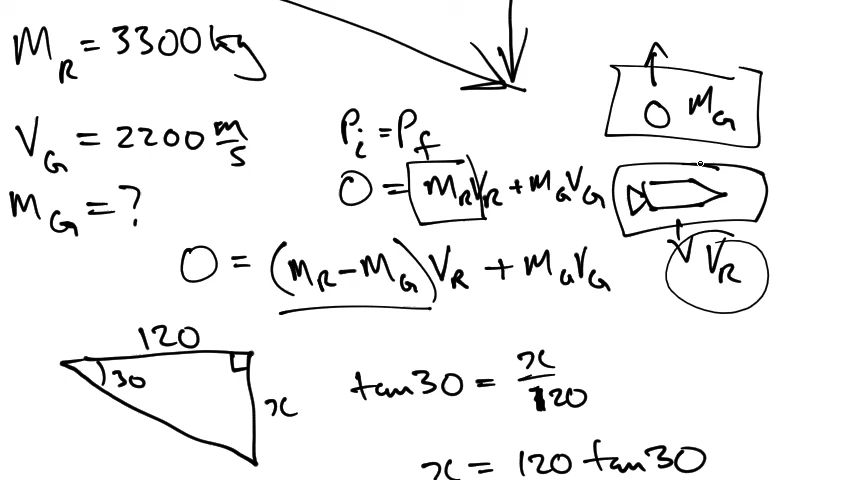 M_R = 3300 kg
V_G = 2200 m/s
M_G = ?
P_i = P_f
0 = m_R V_R + m_G V_G
0 = (m_R - m_G) V_R + m_G V_G
0 m_G
V_R
120
30
x
tan30 = x/120
x = 120 tan30